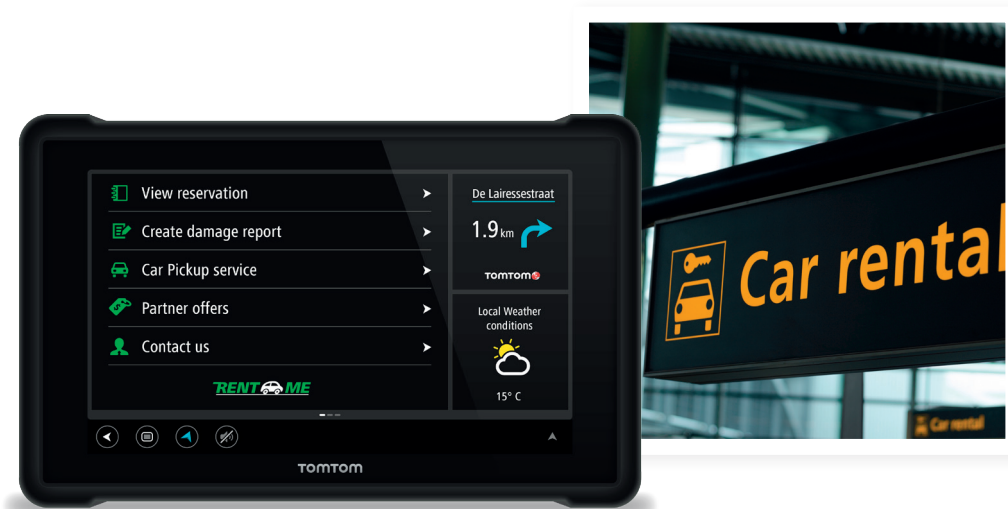 View reservation
Create damage report
Car Pickup service
Partner offers
Contact us
RENT ME
De Lairessestraat
1.9 km
TOMTOM
Local Weather
conditions
15° C
TOMTOM
Car rental
Car rental